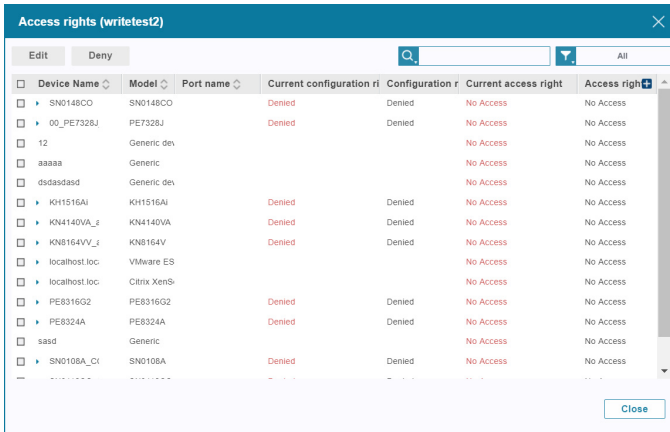 Access rights (writetest2)
Edit Deny All
Device Name Model Port name Current configuration ri Configuration r Current access right Access righ
SN0148CO SN0148CO Denied Denied No Access No Access
00_PE7328J PE7328J Denied Denied No Access No Access
12 Generic dev No Access No Access
aaaaa Generic No Access No Access
dsdasdasd Generic dev No Access No Access
KH1516Ai KH1516Ai Denied Denied No Access No Access
KN4140VA_a KN4140VA Denied Denied No Access No Access
KN8164VV_a KN8164V Denied Denied No Access No Access
localhost.loca VMware ES No Access No Access
localhost.loca Citrix XenSe No Access No Access
PE8316G2 PE8316G2 Denied Denied No Access No Access
PE8324A PE8324A Denied Denied No Access No Access
sasd Generic No Access No Access
SN0108A_CO SN0108A Denied Denied No Access No Access
Close